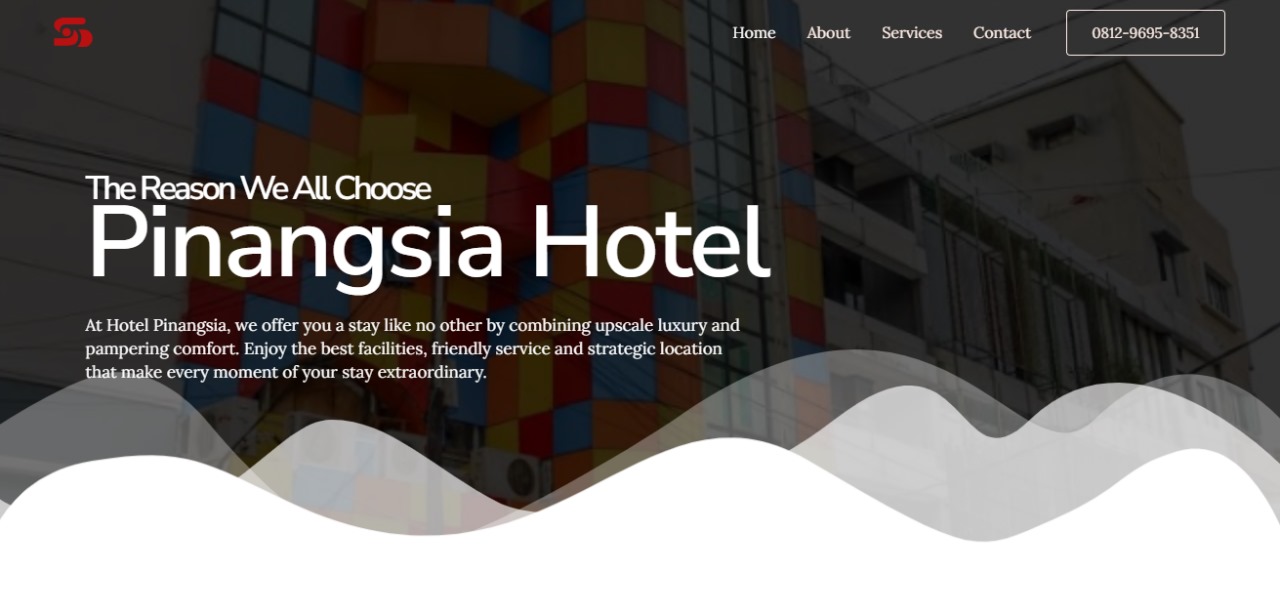 Home About Services Contact 0812-9695-8351
The Reason We All Choose
Pinangsia Hotel
At Hotel Pinangsia, we offer you a stay like no other by combining upscale luxury and
pampering comfort. Enjoy the best facilities, friendly service and strategic location
that make every moment of your stay extraordinary.